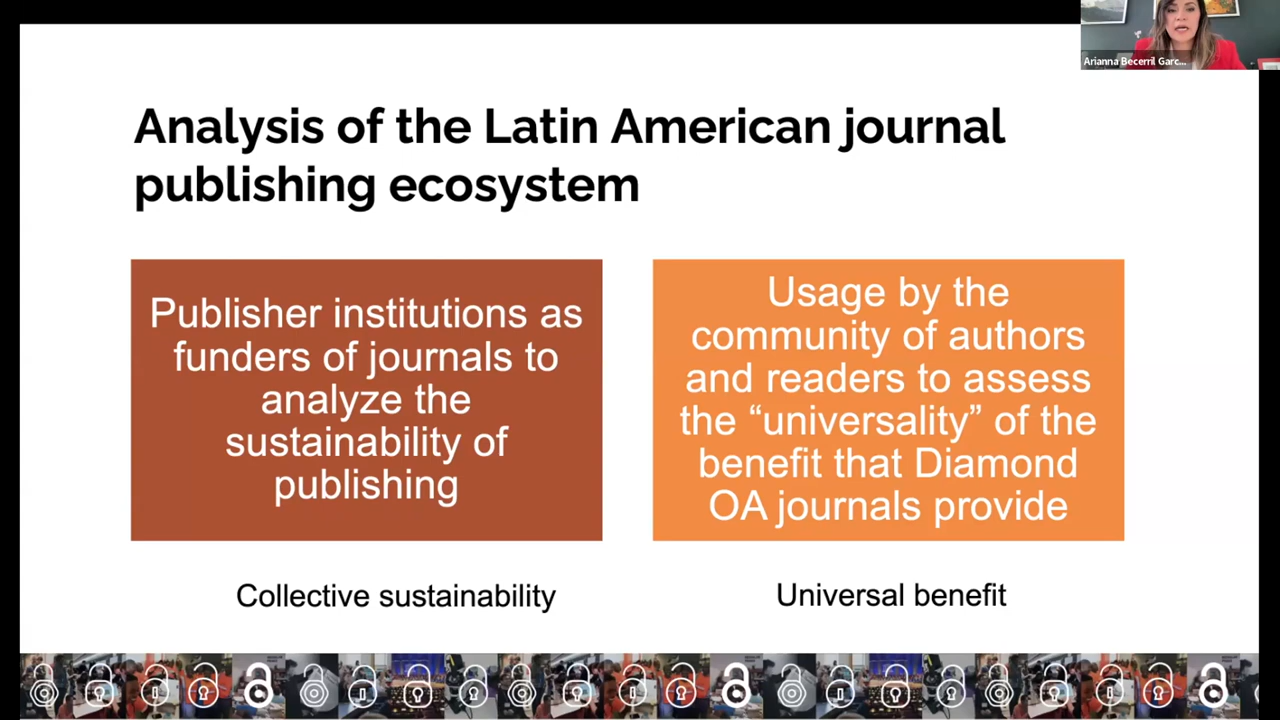 Arianna Becerril Garc...
Analysis of the Latin American journal
publishing ecosystem
Publisher institutions as
funders of journals to
analyze the
sustainability of
publishing
Usage by the
community of authors
and readers to assess
the “universality” of the
benefit that Diamond
OA journals provide
Collective sustainability
Universal benefit